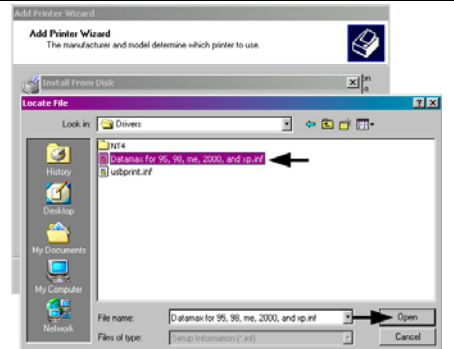 Add Printer Wizard
Add Printer Wizard
The manufacturer and model determine which printer to use.
Install From Disk
Locate File
Look in: Drivers
NT4
Datamax for 95, 98, me, 2000, and xp.inf
usbprint.inf
History
Desktop
My Documents
My Computer
Network
File name: Datamax for 95, 98, me, 2000, and xp.inf Open
Files of type: Setup Information (*.inf) Cancel